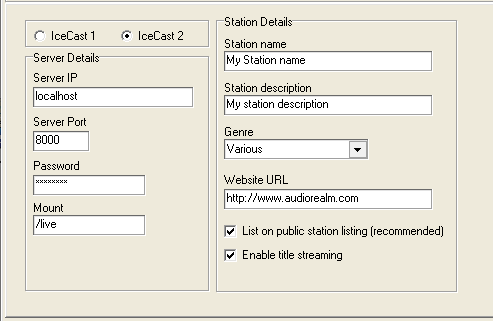 IceCast 1
IceCast 2
Server Details
Server IP
localhost
Server Port
8000
Password
********
Mount
/live
Station Details
Station name
My Station name
Station description
My station description
Genre
Various
Website URL
http://www.audiorealm.com
List on public station listing (recommended)
Enable title streaming